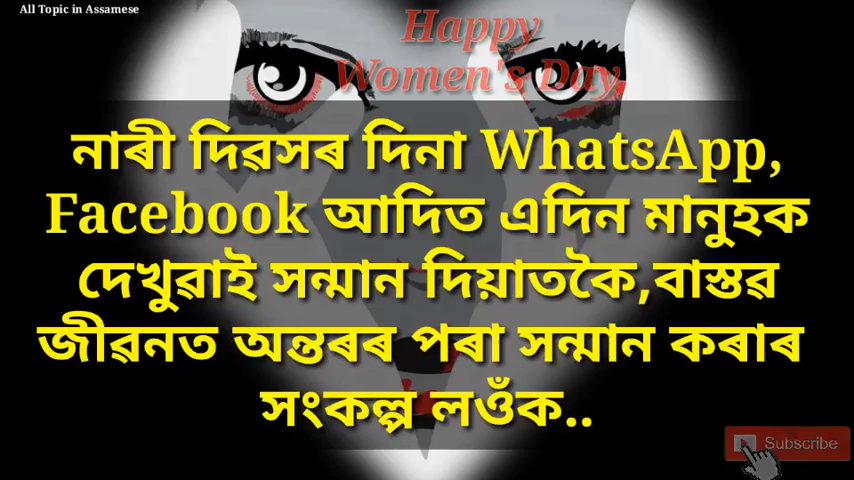 All Topic in Assamese
Happy
Women's Day
নাৰী দিৱসৰ দিনা WhatsApp,
Facebook আদিত এদিন মানুহক
দেখুৱাই সন্মান দিয়াতকৈ,বাস্তৱ
জীৱনত অন্তৰৰ পৰা সন্মান কৰাৰ
সংকল্প লওঁক..
Subscribe